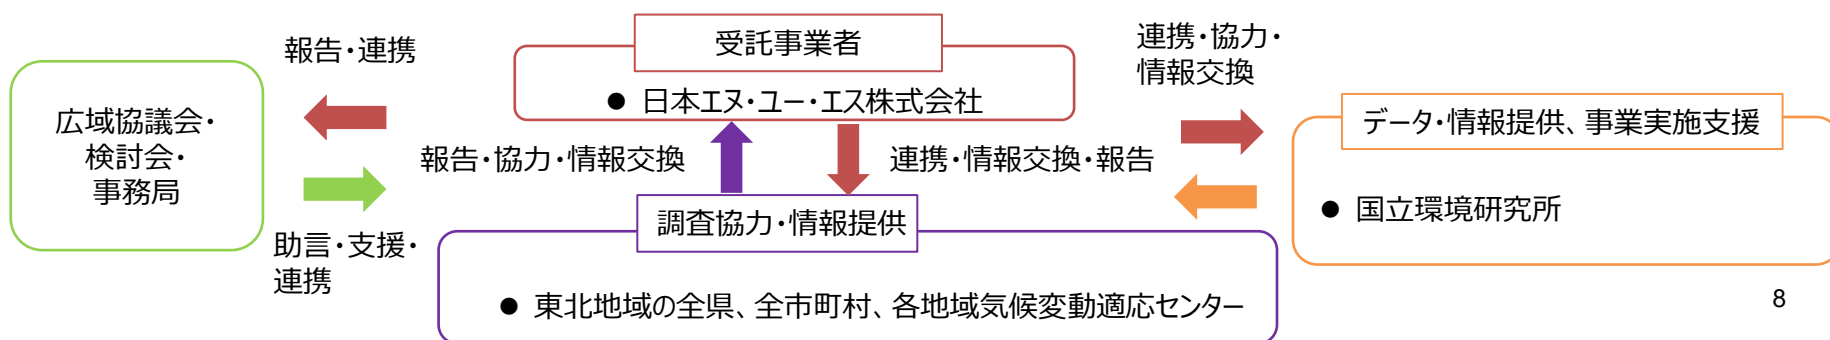 報告・連携
受託事業者
連携・協力・
情報交換
広域協議会・
検討会・
事務局
● 日本エヌ・ユー・エス株式会社
データ・情報提供、事業実施支援
報告・協力・情報交換
連携・情報交換・報告
● 国立環境研究所
調査協力・情報提供
助言・支援・
連携
● 東北地域の全県、全市町村、各地域気候変動適応センター
8